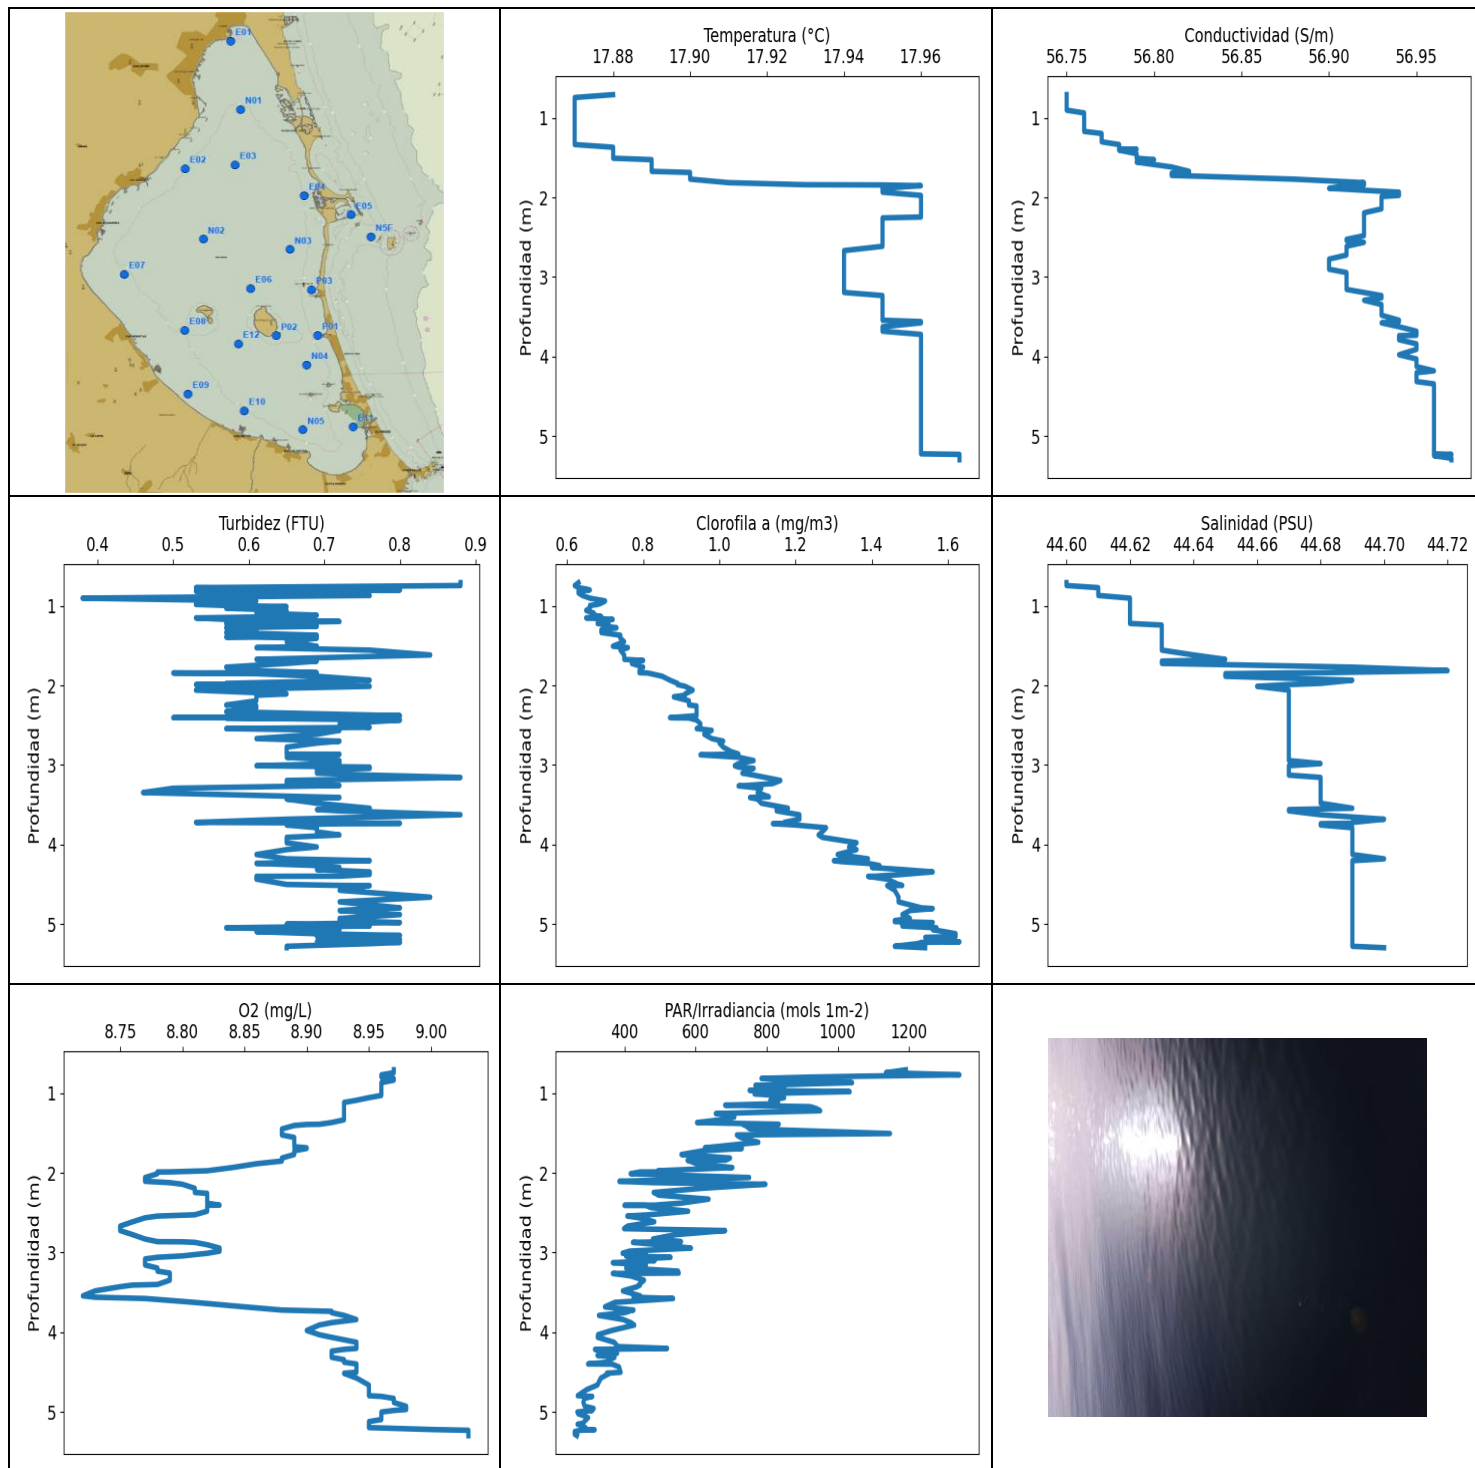 E01
N01
E02
E03
E04
E05
N5F
N02
N03
E07
E06
P03
E08
P02
P01
E12
N04
E09
E10
N05
E11
Temperatura (°C)
17.88 17.90 17.92 17.94 17.96
Profundidad (m)
1
2
3
4
5
Conductividad (S/m)
56.75 56.80 56.85 56.90 56.95
Profundidad (m)
1
2
3
4
5
Turbidez (FTU)
0.4 0.5 0.6 0.7 0.8 0.9
Profundidad (m)
1
2
3
4
5
Clorofila a (mg/m3)
0.6 0.8 1.0 1.2 1.4 1.6
Profundidad (m)
1
2
3
4
5
Salinidad (PSU)
44.60 44.62 44.64 44.66 44.68 44.70 44.72
Profundidad (m)
1
2
3
4
5
O2 (mg/L)
8.75 8.80 8.85 8.90 8.95 9.00
Profundidad (m)
1
2
3
4
5
PAR/Irradiancia (mols 1m-2)
400 600 800 1000 1200
Profundidad (m)
1
2
3
4
5